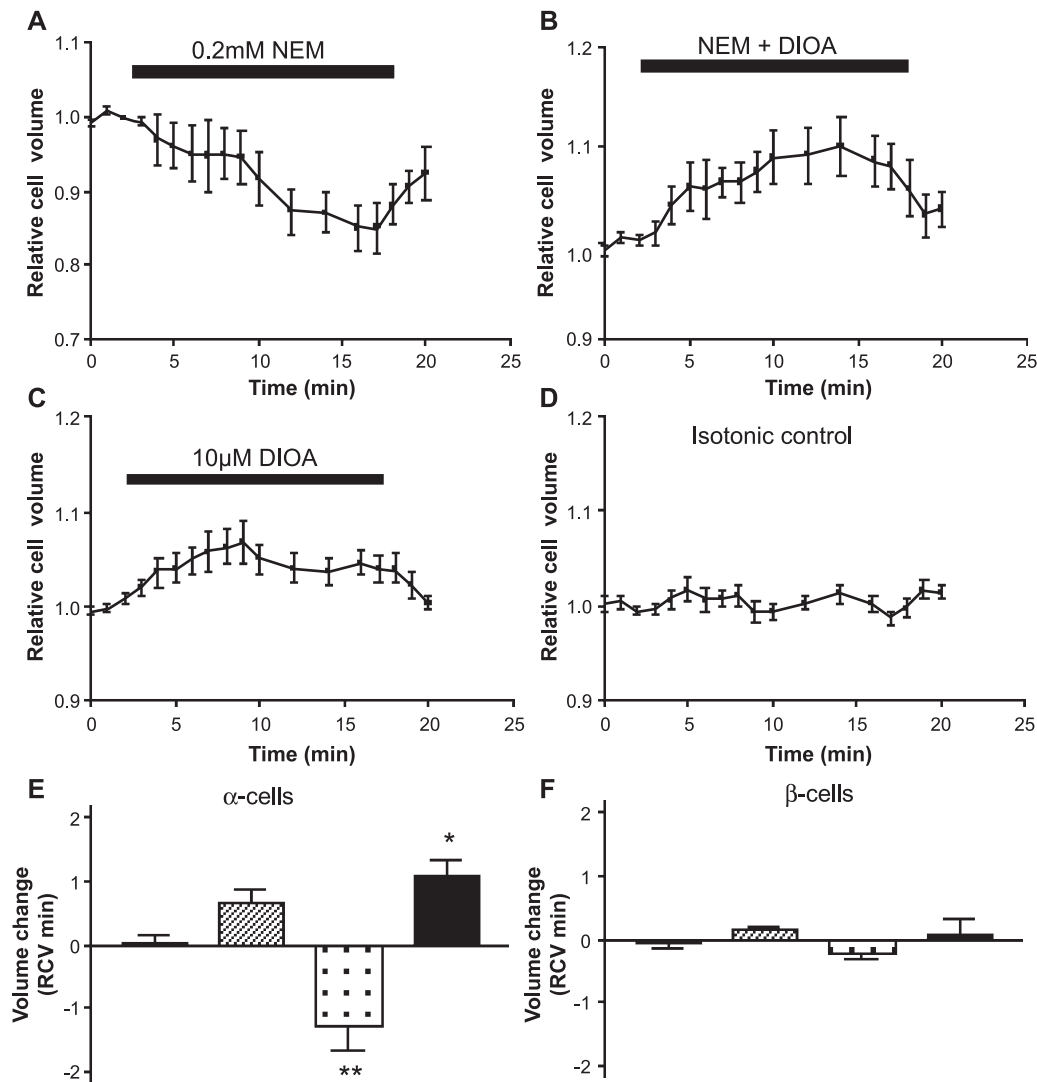 A
0.2mM NEM
Relative cell volume
1.1
1.0
0.9
0.8
0.7
0 5 10 15 20 25
Time (min)
B
NEM + DIOA
Relative cell volume
1.2
1.1
1.0
0.9
0 5 10 15 20 25
Time (min)
C
10µM DIOA
Relative cell volume
1.2
1.1
1.0
0.9
0 5 10 15 20 25
Time (min)
D
Isotonic control
Relative cell volume
1.2
1.1
1.0
0.9
0 5 10 15 20 25
Time (min)
E
α-cells
Volume change
(RCV min)
2
1
0
-1
-2
*
**
F
β-cells
Volume change
(RCV min)
2
1
0
-1
-2